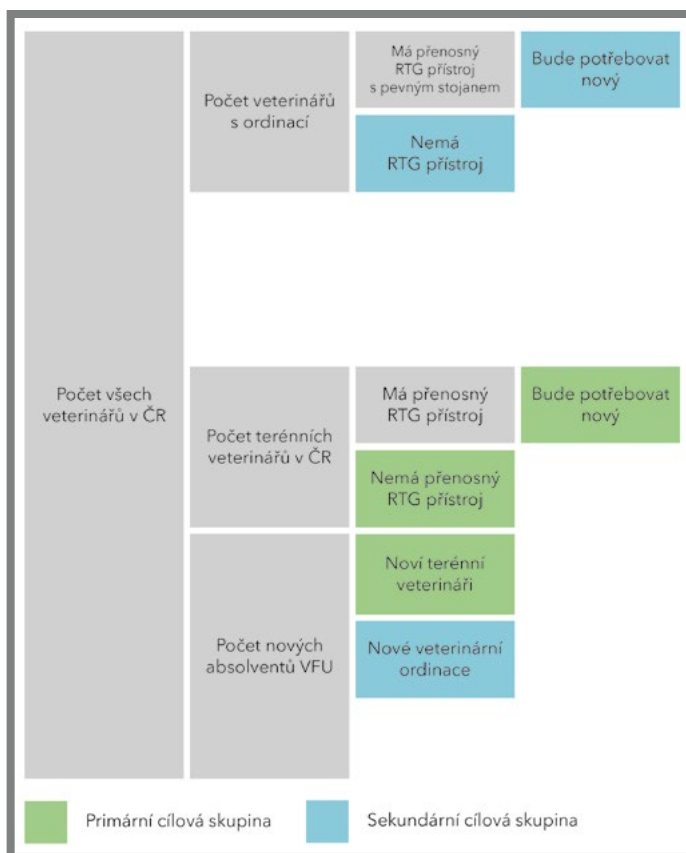 Má přenosný
RTG přístroj
s pevným stojanem
Bude potřebovat
nový
Počet veterinářů
s ordinací
Nemá
RTG přístroj
Počet všech
veterinářů v ČR
Má přenosný
RTG přístroj
Bude potřebovat
nový
Počet terénních
veterinářů v ČR
Nemá přenosný
RTG přístroj
Noví terénní
veterináři
Počet nových
absolventů VFU
Nové veterinární
ordinace
Primární cílová skupina
Sekundární cílová skupina